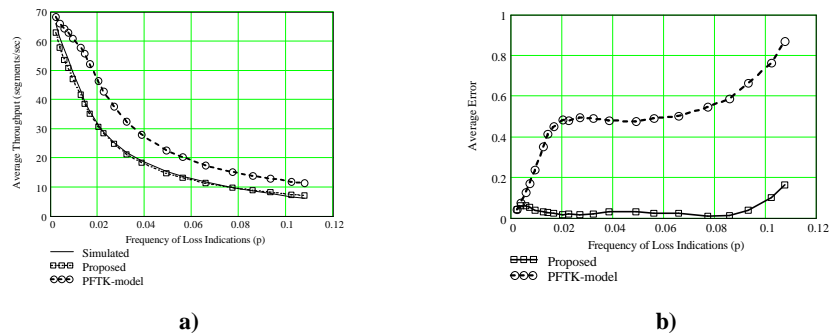 70
60
50
40
30
20
10
0
0
0.02
0.04
0.06
0.08
0.1
0.12
Average Throughput (segments/sec)
Frequency of Loss Indications (p)
Simulated
Proposed
PFTK-model
a)
1
0.8
0.6
0.4
0.2
0
0
0.02
0.04
0.06
0.08
0.1
0.12
Average Error
Frequency of Loss Indications (p)
Proposed
PFTK-model
b)